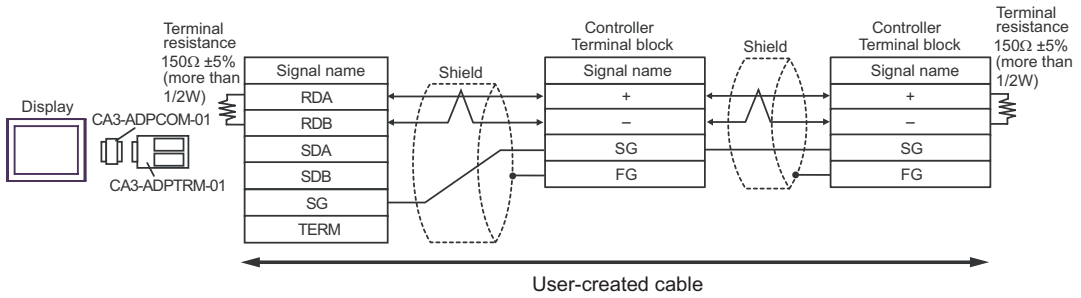 Display
CA3-ADPCOM-01
CA3-ADPTRM-01
Terminal
resistance
150Ω ±5%
(more than
1/2W)
Signal name
RDA
RDB
SDA
SDB
SG
TERM
Shield
Controller
Terminal block
Signal name
+
–
SG
FG
Shield
Controller
Terminal block
Signal name
+
–
SG
FG
Terminal
resistance
150Ω ±5%
(more than
1/2W)
User-created cable